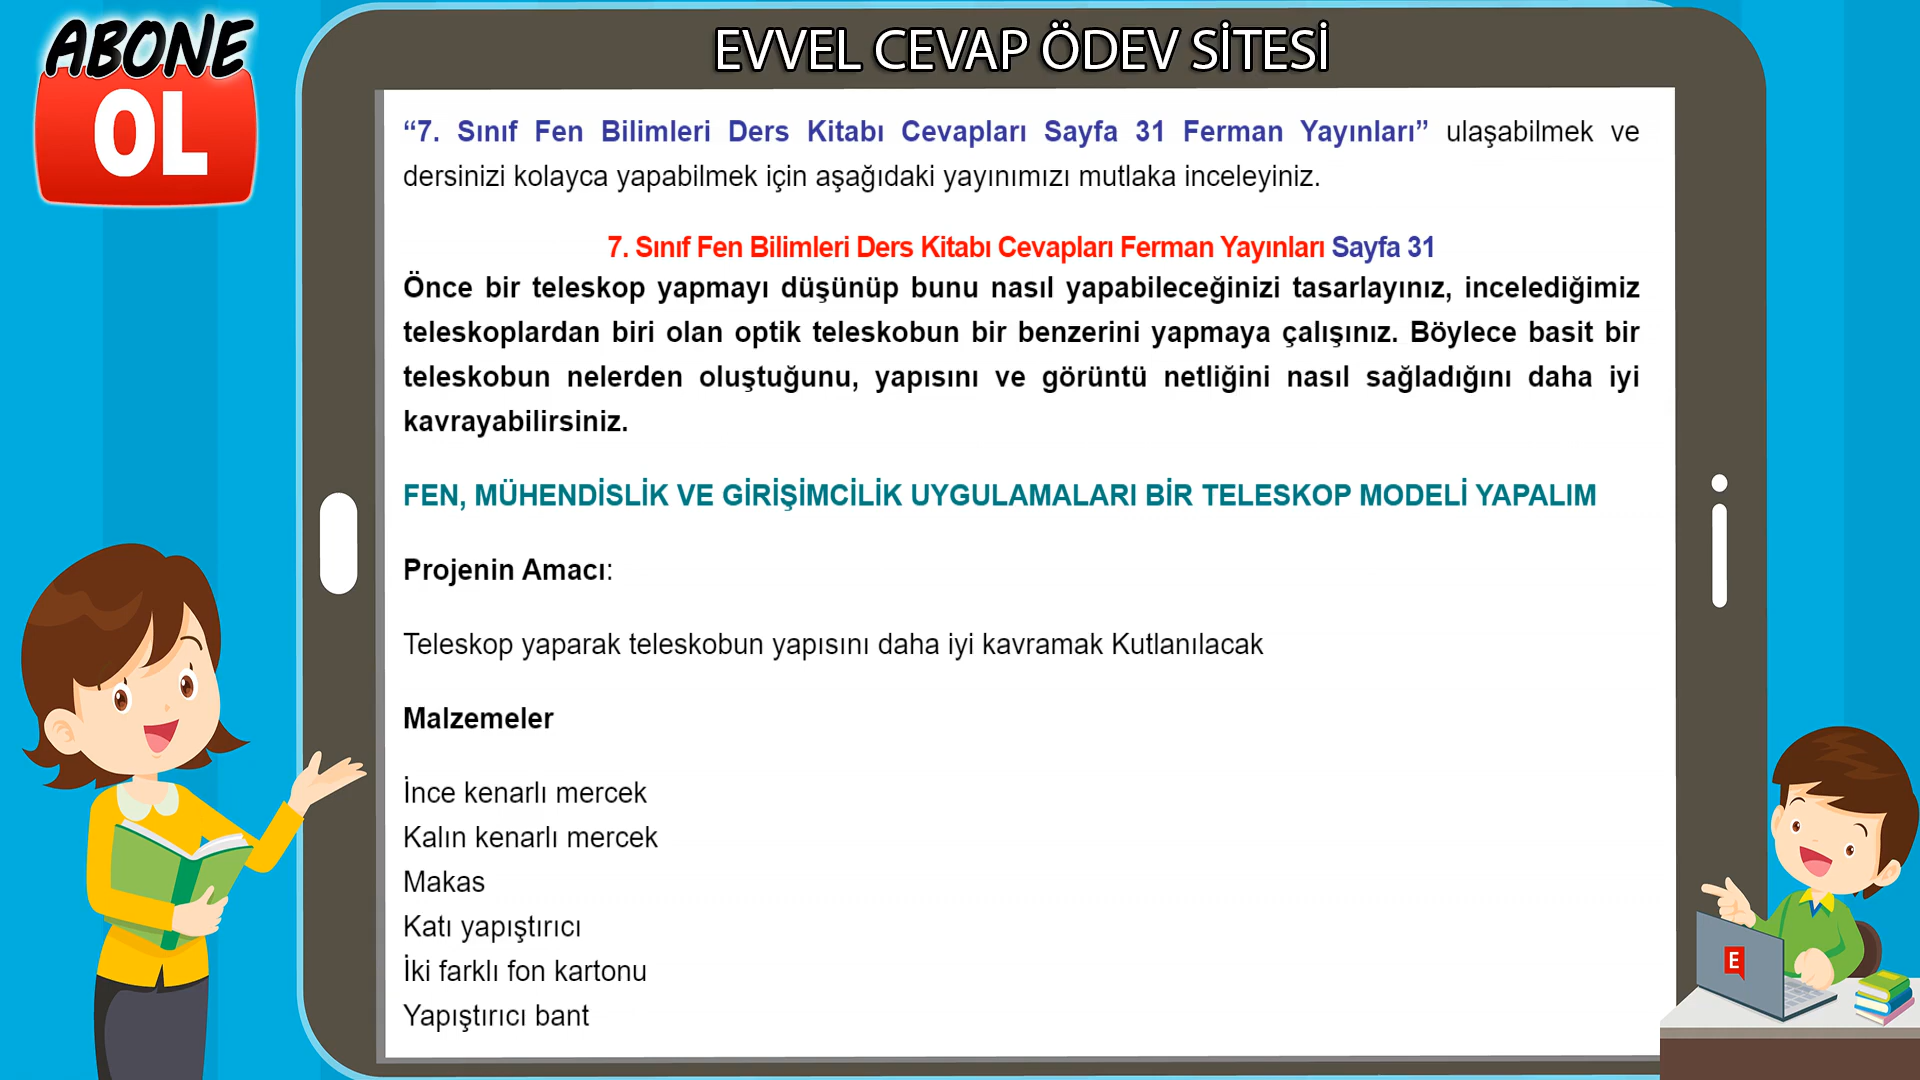 ABONE
OL
EVVEL CEVAP ÖDEV SİTESİ
“7. Sınıf Fen Bilimleri Ders Kitabı Cevapları Sayfa 31 Ferman Yayınları” ulaşabilmek ve
dersinizi kolayca yapabilmek için aşağıdaki yayınımızı mutlaka inceleyiniz.
7. Sınıf Fen Bilimleri Ders Kitabı Cevapları Ferman Yayınları Sayfa 31
Önce bir teleskop yapmayı düşünüp bunu nasıl yapabileceğinizi tasarlayınız, incelediğimiz
teleskoplardan biri olan optik teleskobun bir benzerini yapmaya çalışınız. Böylece basit bir
teleskobun nelerden oluştuğunu, yapısını ve görüntü netliğini nasıl sağladığını daha iyi
kavrayabilirsiniz.
FEN, MÜHENDİSLİK VE GİRİŞİMCİLİK UYGULAMALARI BİR TELESKOP MODELİ YAPALIM
Projenin Amacı:
Teleskop yaparak teleskobun yapısını daha iyi kavramak Kutlanılacak
Malzemeler
İnce kenarlı mercek
Kalın kenarlı mercek
Makas
Katı yapıştırıcı
İki farklı fon kartonu
Yapıştırıcı bant
E